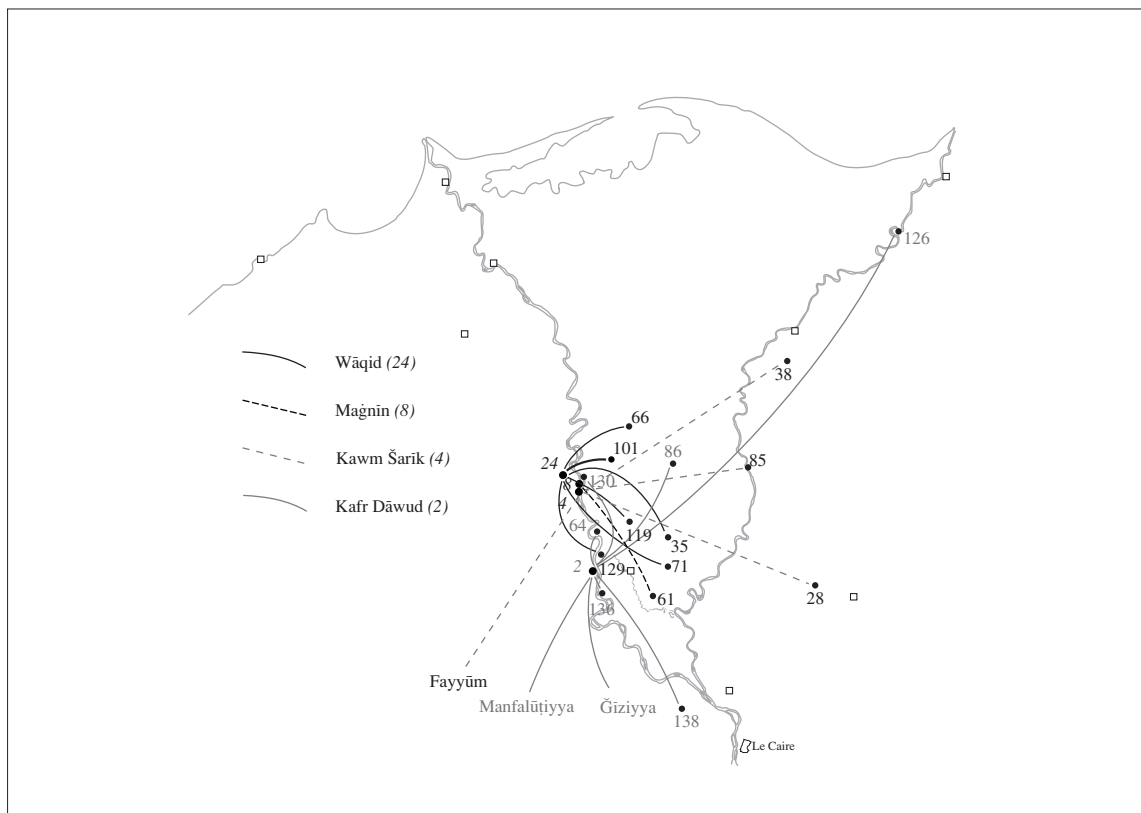 126
38
Wāqid (24)
Maġnīn (8)
Kawm Šarīk (4)
Kafr Dāwud (2)
66
101
86
24
85
130
8
4
64
119
35
2
129
71
28
61
136
Fayyūm
Manfalūṭiyya
Ǧīziyya
138
Le Caire